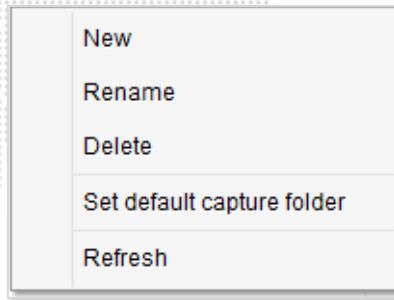 New
Rename
Delete
Set default capture folder
Refresh